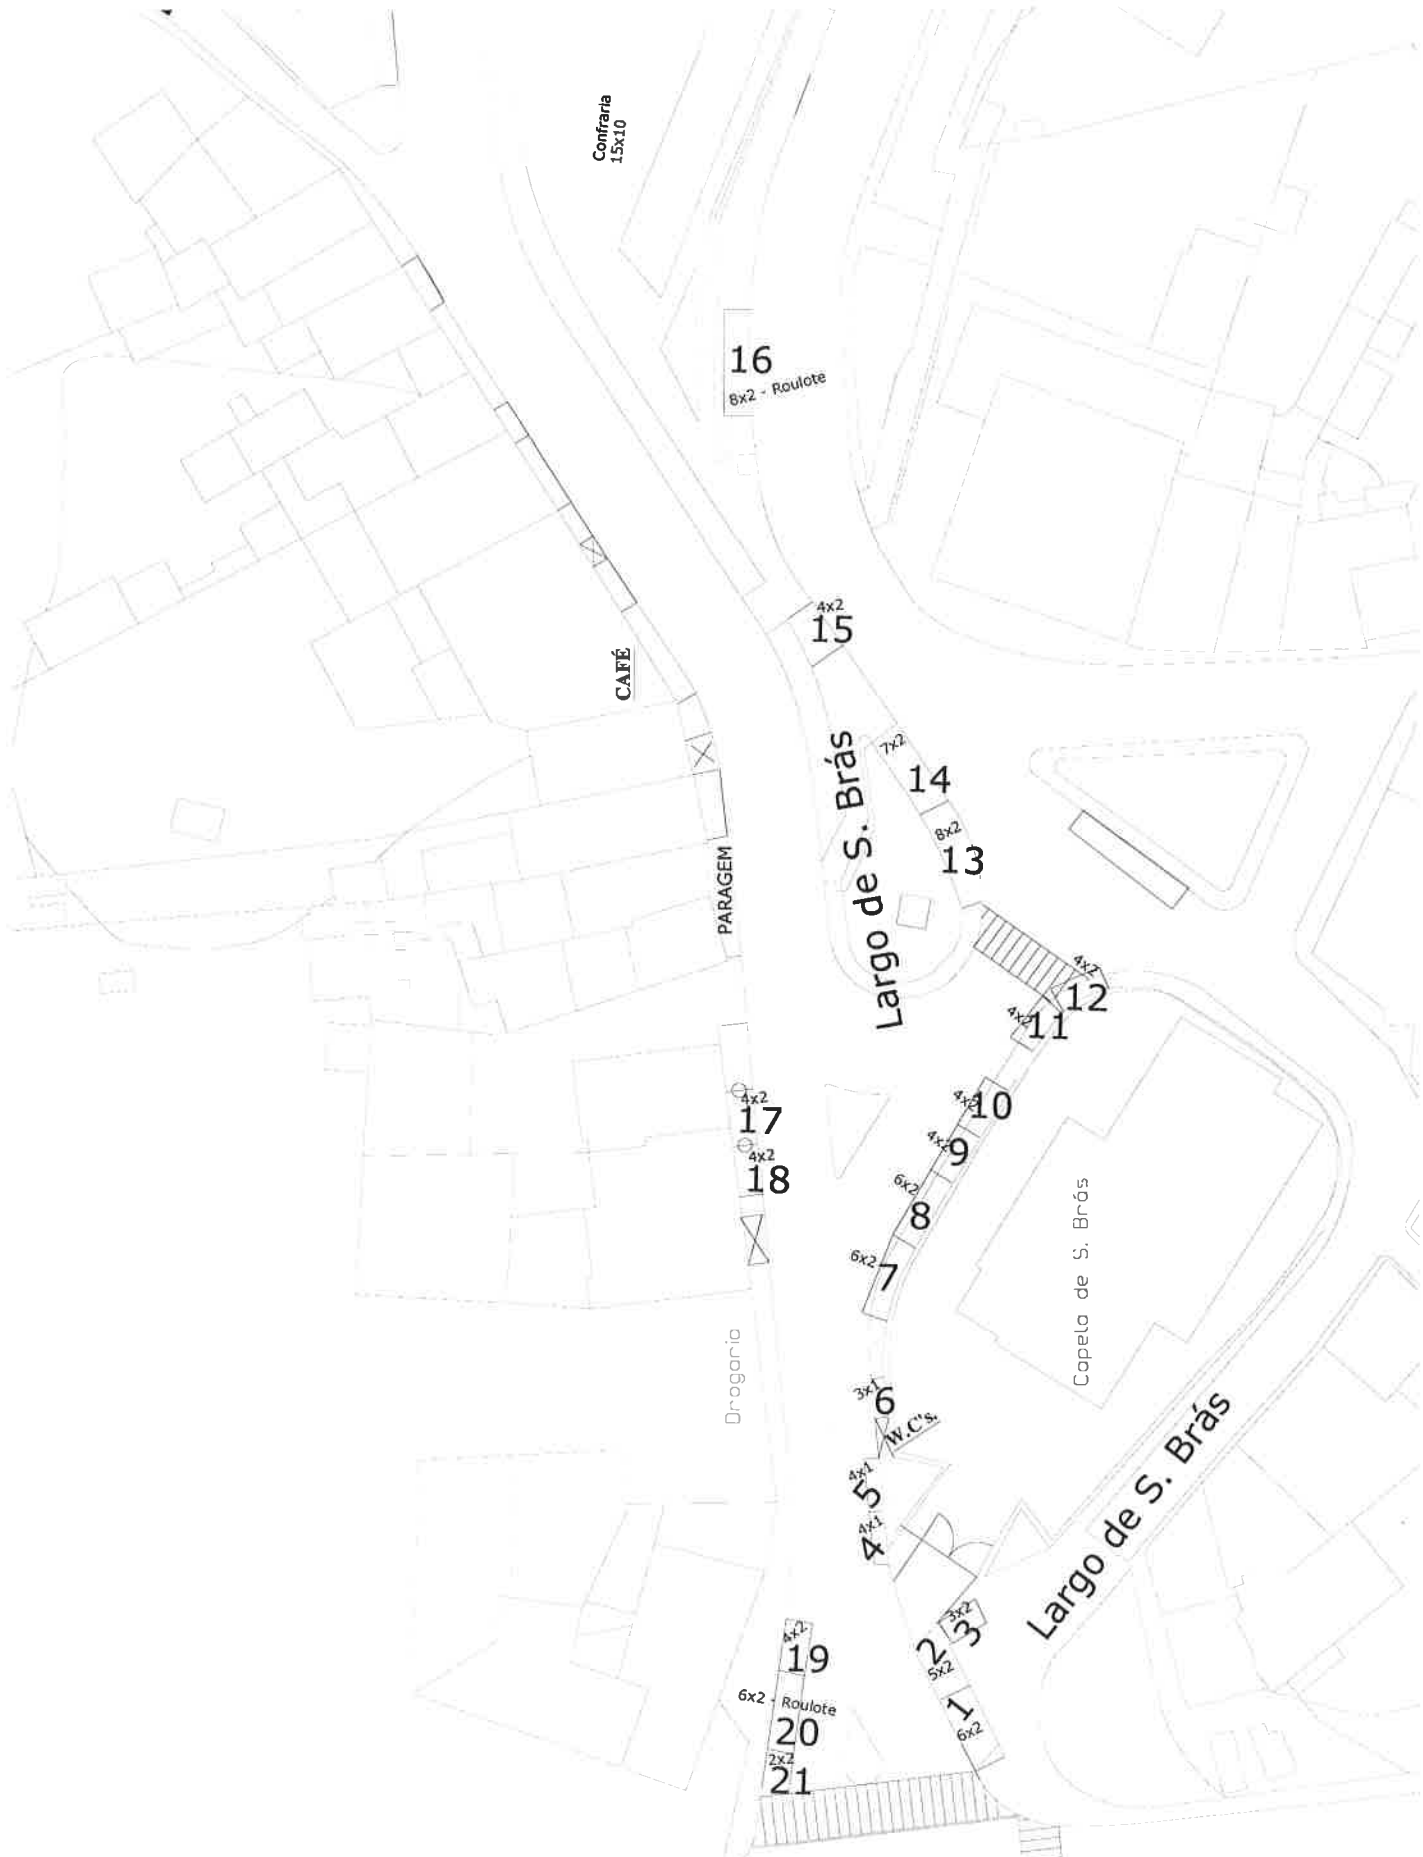 Confraria
15x10
16
8x2 - Roulote
4x2
15
CAFÉ
7x2
14
Largo de S. Brás
8x2
13
PARAGEM
4x2
12
4x2
11
4x2
10
4x2
17
4x2
9
4x2
18
6x2
8
6x2
7
Capela de S. Brás
Drogaria
3x1
6
W.C's.
4x1
5
4x1
4
Largo de S. Brás
3x2
3
2
5x2
4x2
19
1
6x2
6x2 - Roulote
20
2x2
21